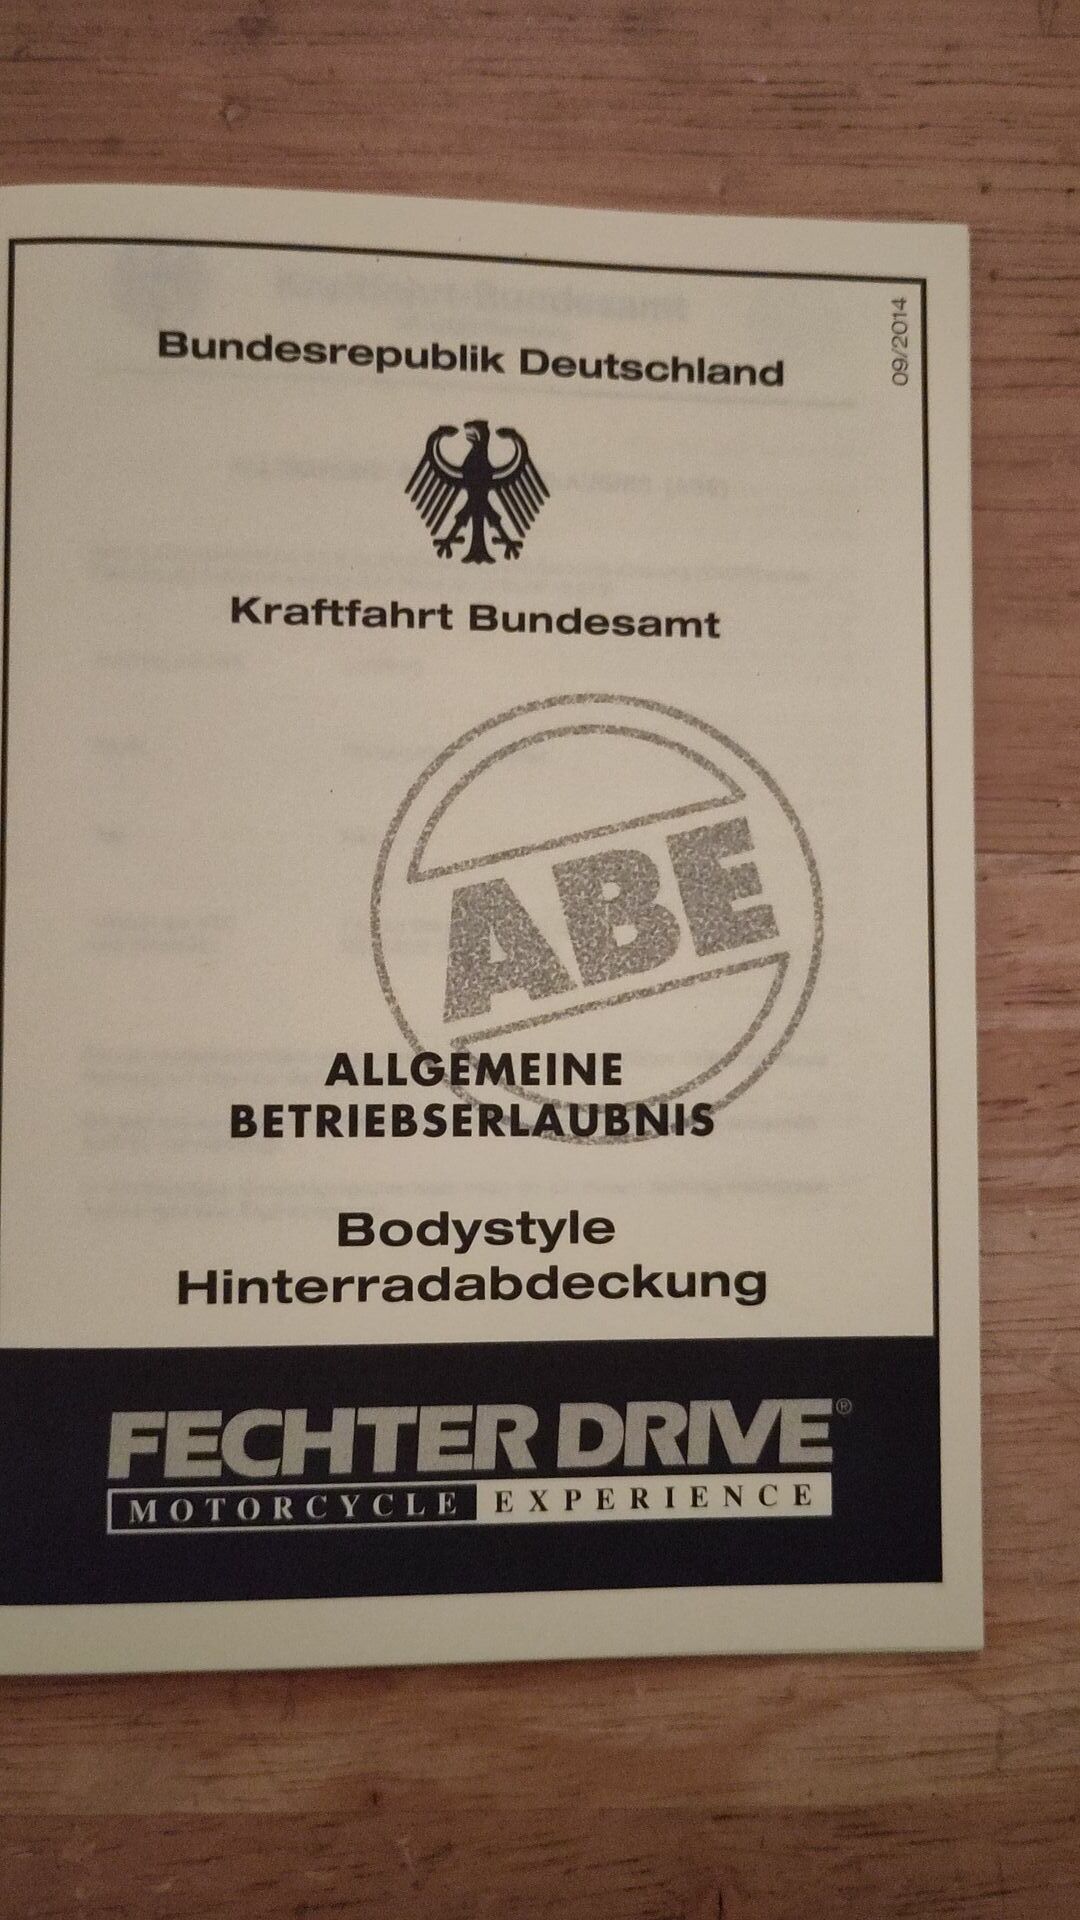 09/2014
Bundesrepublik Deutschland
Kraftfahrt Bundesamt
ABE
ALLGEMEINE
BETRIEBSERLAUBNIS
Bodystyle
Hinterradabdeckung
FECHTER DRIVE®
MOTORCYCLE EXPERIENCE